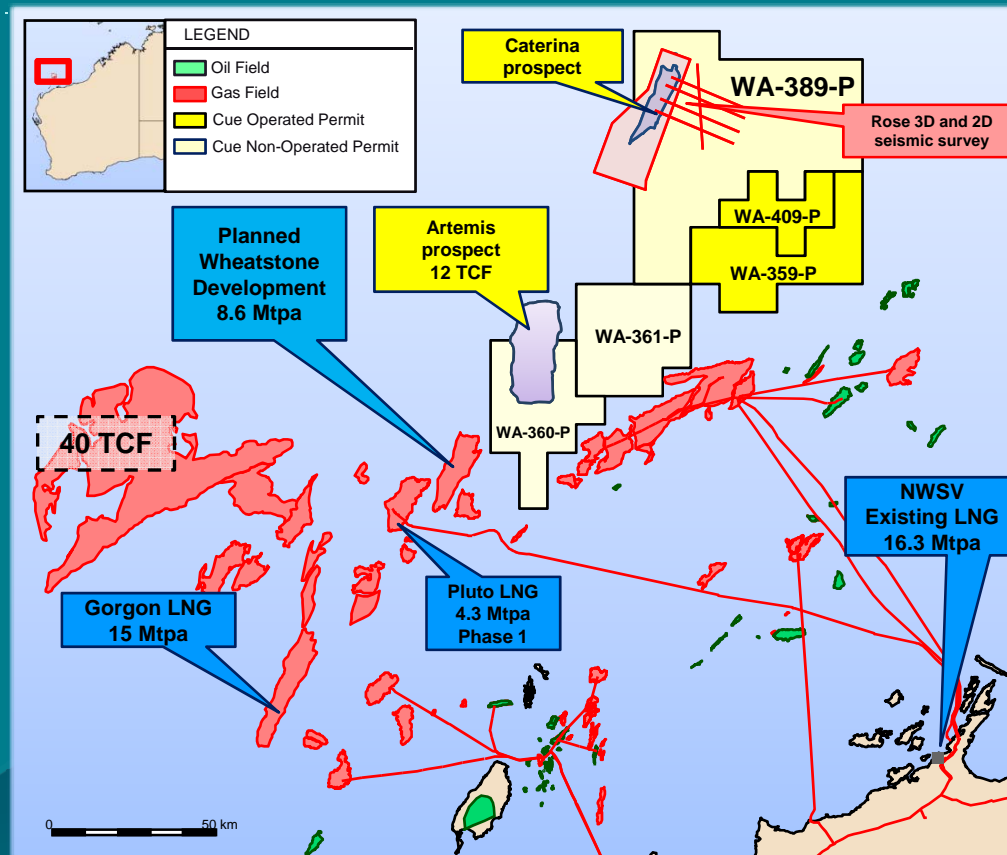 LEGEND
Oil Field
Gas Field
Cue Operated Permit
Cue Non-Operated Permit
Caterina
prospect
WA-389-P
Rose 3D and 2D
seismic survey
WA-409-P
WA-359-P
Planned
Wheatstone
Development
8.6 Mtpa
Artemis
prospect
12 TCF
WA-361-P
WA-360-P
40 TCF
NWSV
Existing LNG
16.3 Mtpa
Gorgon LNG
15 Mtpa
Pluto LNG
4.3 Mtpa
Phase 1
0 50 km